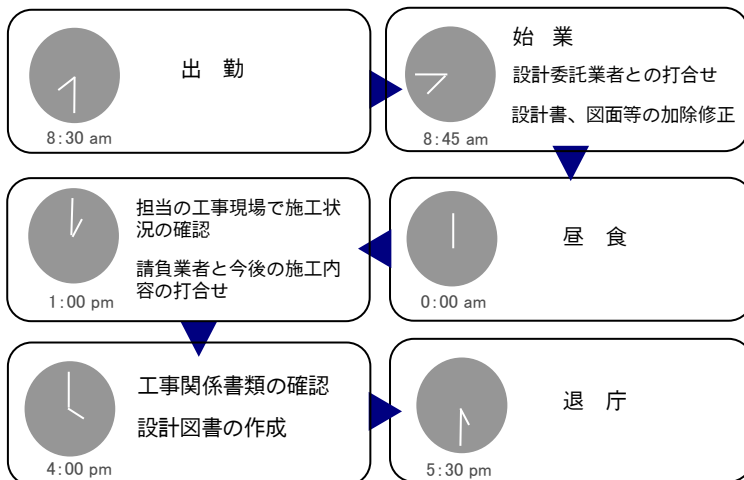 出　勤
8:30 am
始　業
設計委託業者との打合せ
設計書、図面等の加除修正
8:45 am
昼　食
0:00 am
担当の工事現場で施工状
況の確認
請負業者と今後の施工内
容の打合せ
1:00 pm
工事関係書類の確認
設計図書の作成
4:00 pm
退　庁
5:30 pm